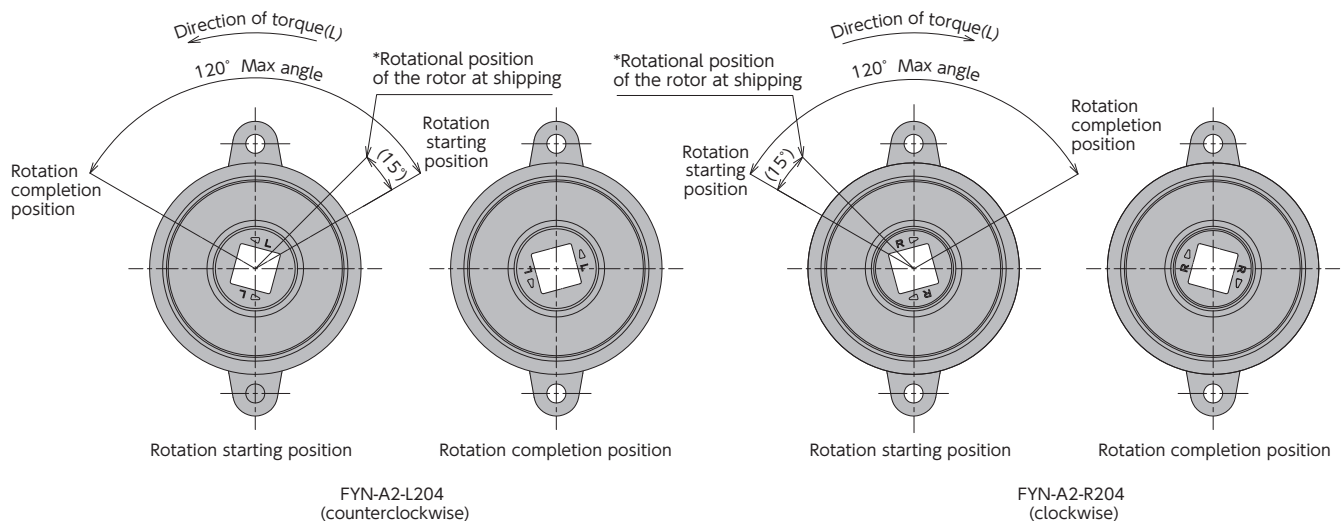 Direction of torque(L)
120° Max angle
*Rotational position
of the rotor at shipping
Rotation
starting
position
(15°)
Rotation
completion
position
L
L
L
L
Rotation starting position
Rotation completion position
FYN-A2-L204
(counterclockwise)
Direction of torque(L)
120° Max angle
*Rotational position
of the rotor at shipping
Rotation
completion
position
Rotation
starting
position
(15°)
R
R
R
R
Rotation starting position
Rotation completion position
FYN-A2-R204
(clockwise)